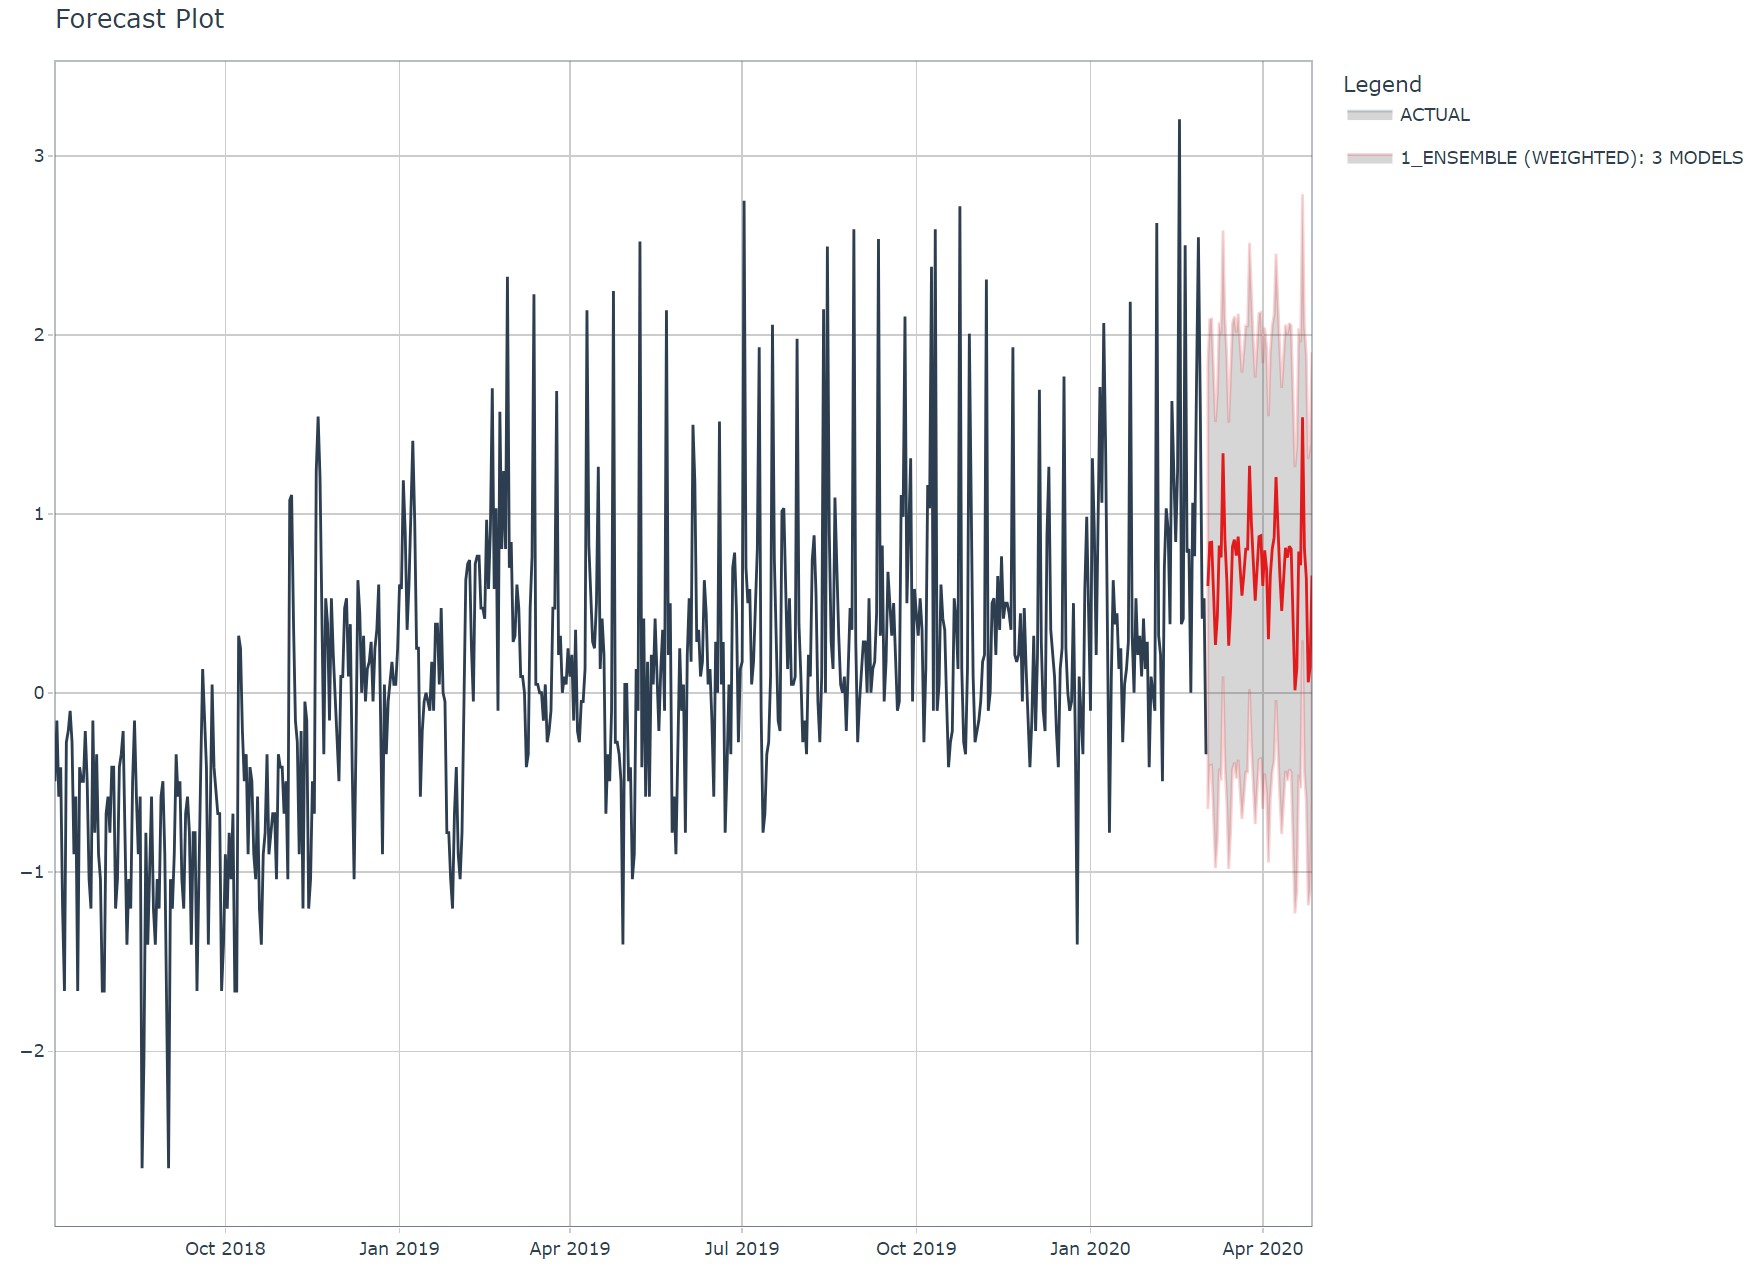 Forecast Plot
Legend
ACTUAL
1_ENSEMBLE (WEIGHTED): 3 MODELS
3
2
1
0
−1
−2
Oct 2018
Jan 2019
Apr 2019
Jul 2019
Oct 2019
Jan 2020
Apr 2020